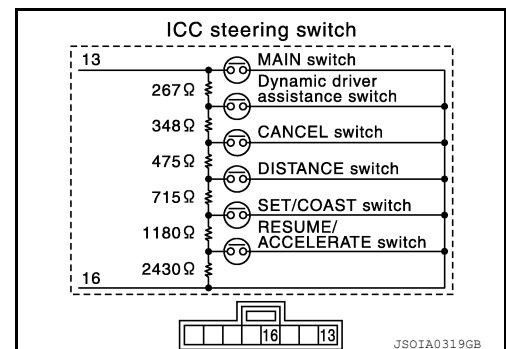 ICC steering switch
13
MAIN switch
267Ω
Dynamic driver
assistance switch
348Ω
CANCEL switch
475Ω
DISTANCE switch
715Ω
SET/COAST switch
1180Ω
RESUME/
ACCELERATE switch
2430Ω
16
16 13
JSOIA0319GB